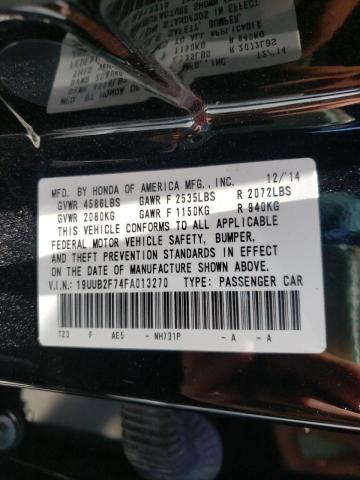 MFD. BY HONDA OF AMERICA MFG., INC. 12/14
GVWR 4586LBS GAWR F 2535LBS R 2072LBS
GVWR 2080KG GAWR F 1150KG R 940KG
THIS VEHICLE CONFORMS TO ALL APPLICABLE
FEDERAL MOTOR VEHICLE SAFETY, BUMPER,
AND THEFT PREVENTION STANDARDS IN EFFECT
ON THE DATE OF MANUFACTURE SHOWN ABOVE.
V.I.N.: 19UUB2F74FA013270 TYPE: PASSENGER CAR
TZ3 F AE5 - NH731P - A - A